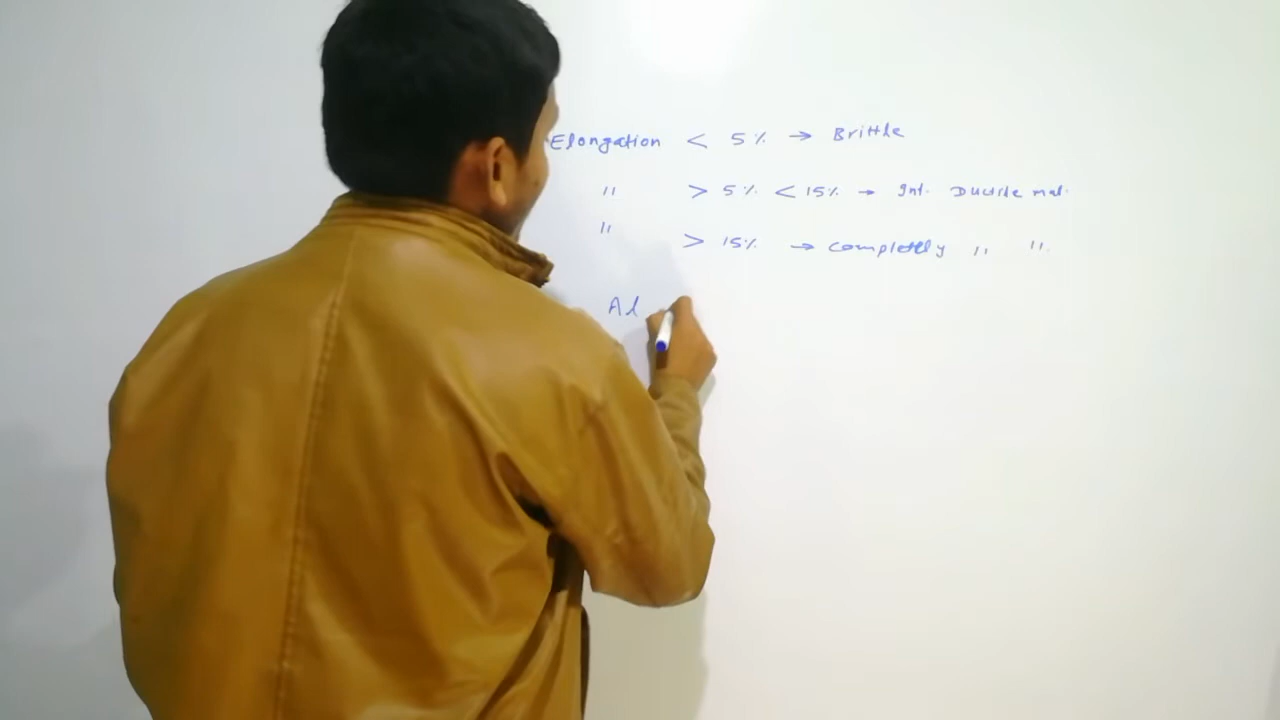 Elongation < 5% → Brittle
" > 5% < 15% → Int. Ductile mat.
" > 15% → Completely " ".
Al